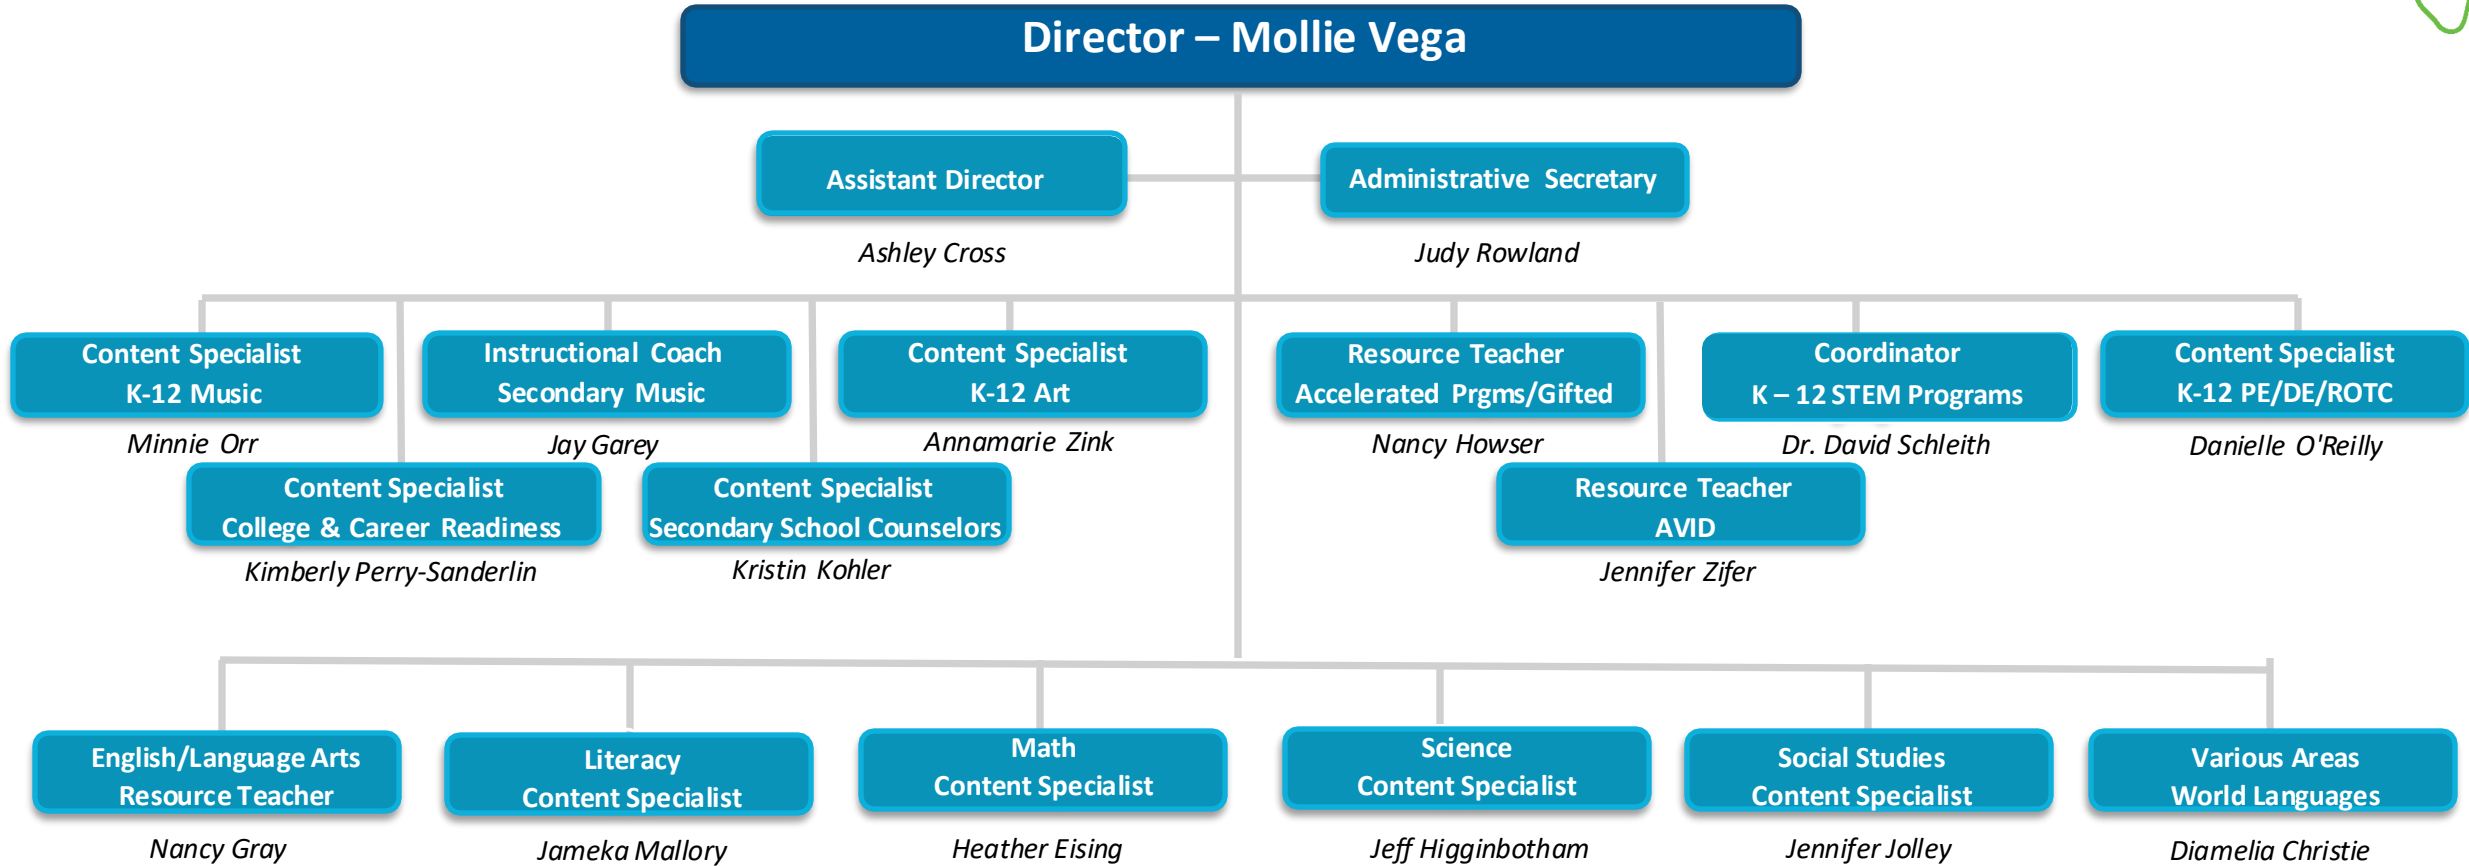 Director – Mollie Vega
Assistant Director
Administrative Secretary
Ashley Cross
Judy Rowland
Content Specialist
K-12 Music
Minnie Orr
Instructional Coach
Secondary Music
Jay Garey
Content Specialist
K-12 Art
Annamarie Zink
Resource Teacher
Accelerated Prgms/Gifted
Nancy Howser
Coordinator
K – 12 STEM Programs
Dr. David Schleith
Content Specialist
K-12 PE/DE/ROTC
Danielle O'Reilly
Content Specialist
College & Career Readiness
Kimberly Perry-Sanderlin
Content Specialist
Secondary School Counselors
Kristin Kohler
Resource Teacher
AVID
Jennifer Zifer
English/Language Arts
Resource Teacher
Nancy Gray
Literacy
Content Specialist
Jameka Mallory
Math
Content Specialist
Heather Eising
Science
Content Specialist
Jeff Higginbotham
Social Studies
Content Specialist
Jennifer Jolley
Various Areas
World Languages
Diamelia Christie